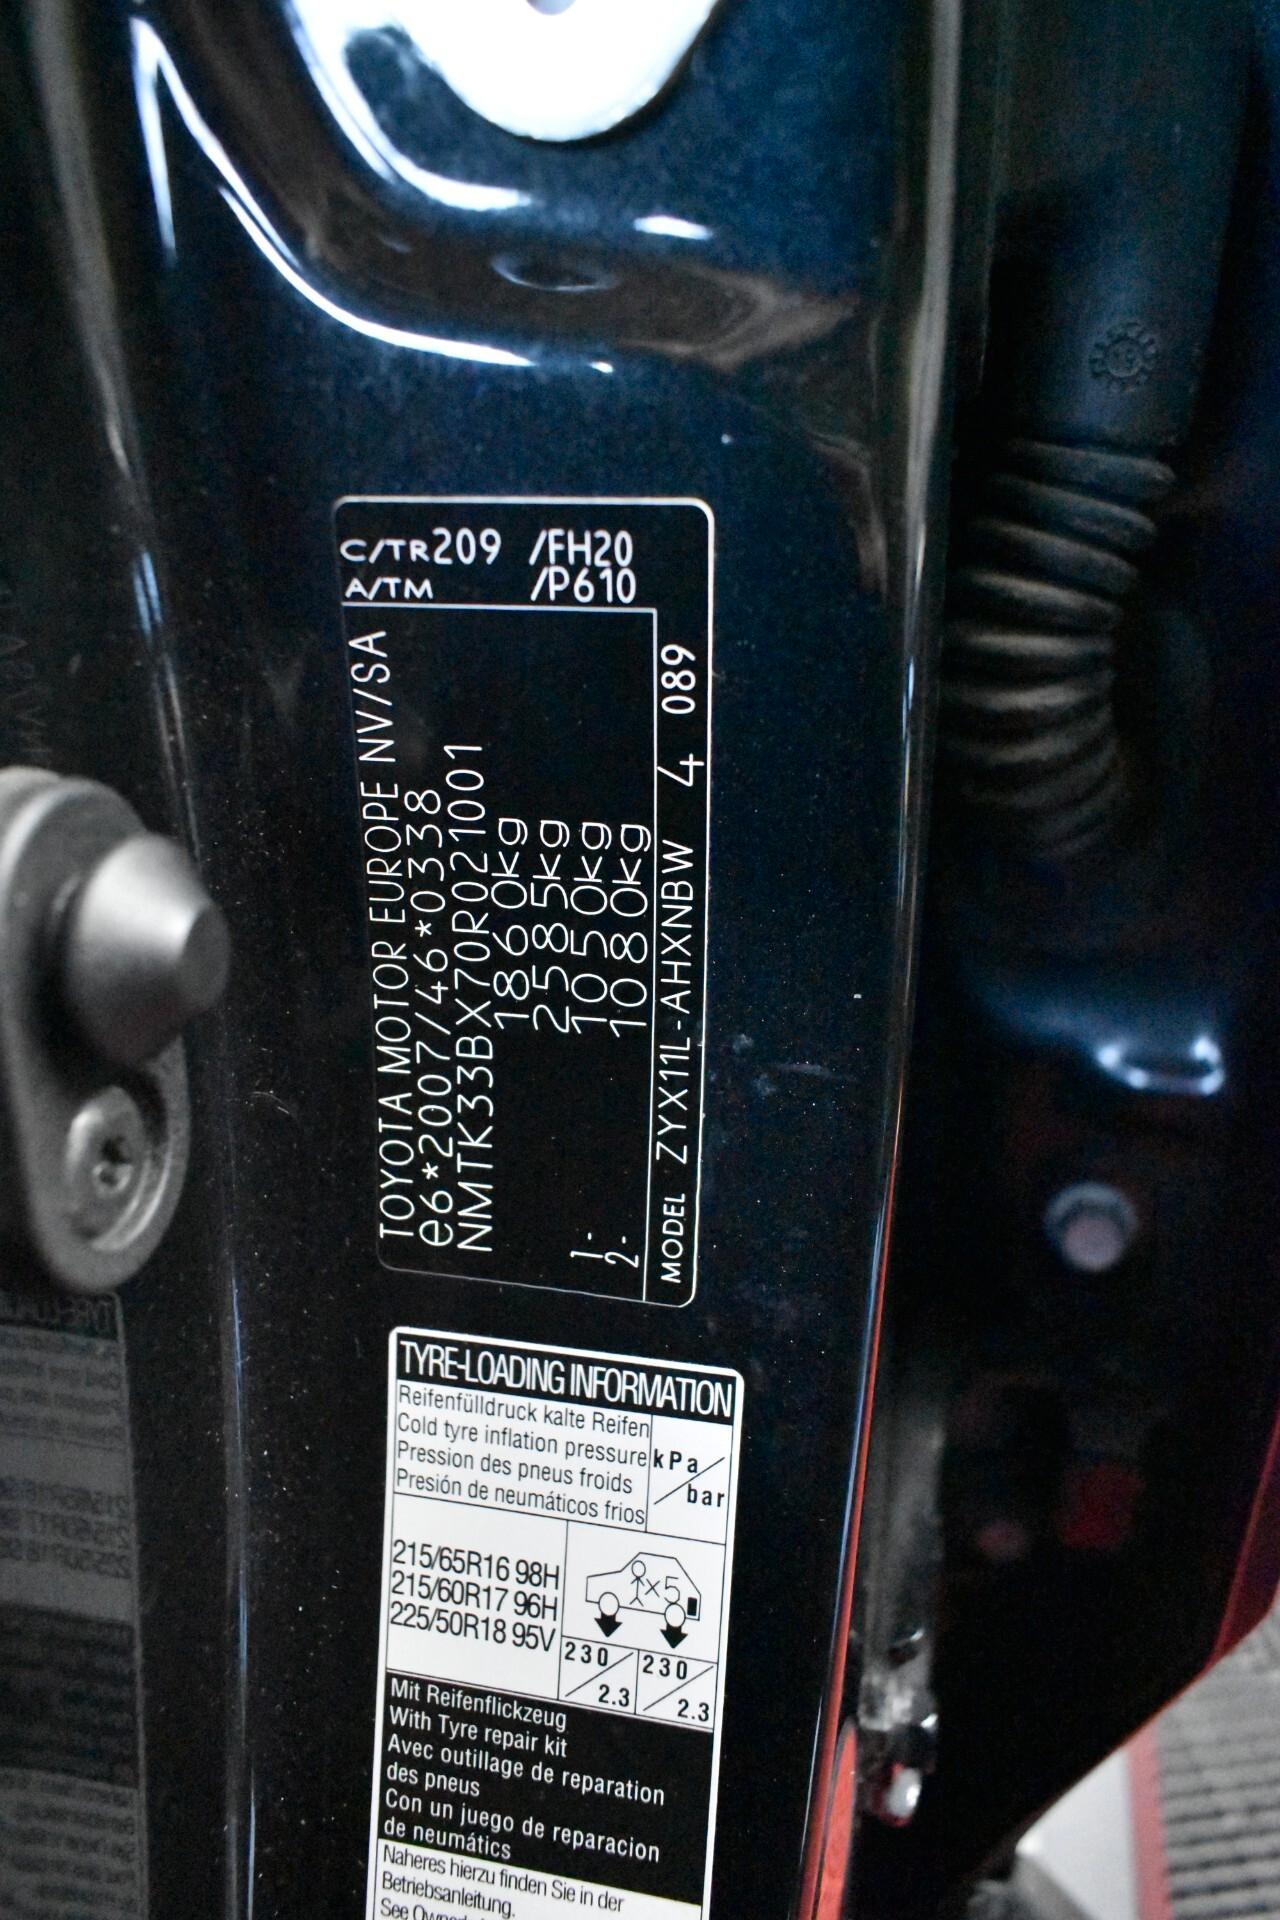 C/TR209 /FH20
A/TM /P610
TOYOTA MOTOR EUROPE NV/SA
e6*2007/46*0338
NMTK33BX70R021001
1860kg
2585kg
1- 1050kg
2- 1080kg
MODEL ZYX11L-AHXNBW 4 089
TYRE-LOADING INFORMATION
Reifenfülldruck kalte Reifen
Cold tyre inflation pressure
Pression des pneus froids
Presión de neumáticos frios
kPa/bar
215/65R16 98H
215/60R17 96H
225/50R18 95V
x5
230/2.3 230/2.3
Mit Reifenflickzeug
With Tyre repair kit
Avec outillage de reparation
des pneus
Con un juego de reparacion
de neumátics
Naheres hierzu finden Sie in der
Betriebsanleitung.
See